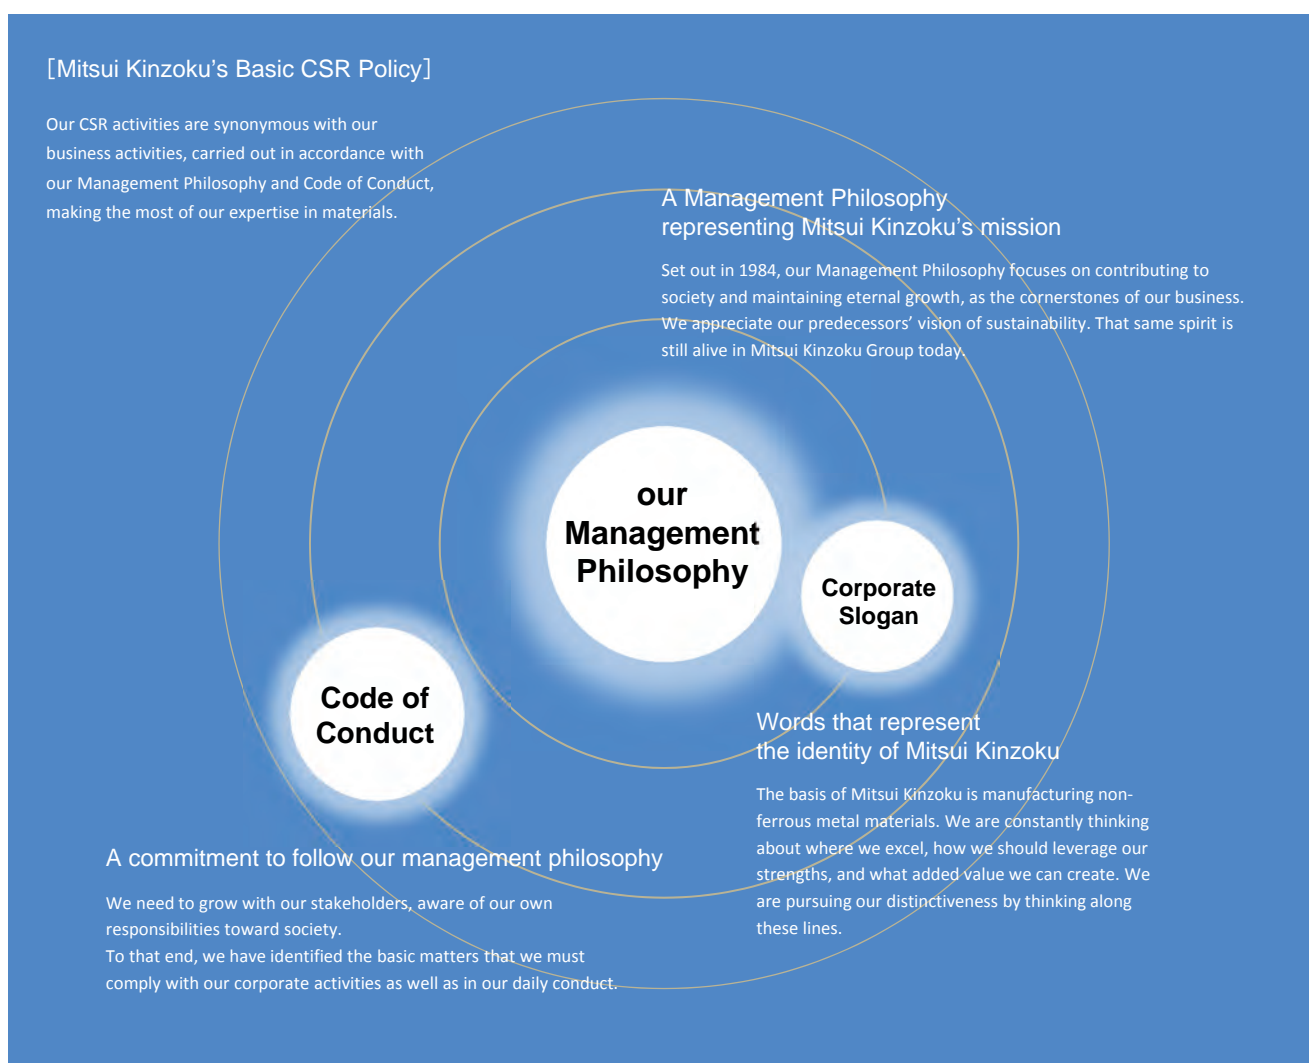 [Mitsui Kinzoku’s Basic CSR Policy]
Our CSR activities are synonymous with our
business activities, carried out in accordance with
our Management Philosophy and Code of Conduct,
making the most of our expertise in materials.
A Management Philosophy
representing Mitsui Kinzoku’s mission
Set out in 1984, our Management Philosophy focuses on contributing to
society and maintaining eternal growth, as the cornerstones of our business.
We appreciate our predecessors’ vision of sustainability. That same spirit is
still alive in Mitsui Kinzoku Group today.
our
Management
Philosophy
Corporate
Slogan
Code of
Conduct
Words that represent
the identity of Mitsui Kinzoku
The basis of Mitsui Kinzoku is manufacturing non-
ferrous metal materials. We are constantly thinking
about where we excel, how we should leverage our
strengths, and what added value we can create. We
are pursuing our distinctiveness by thinking along
these lines.
A commitment to follow our management philosophy
We need to grow with our stakeholders, aware of our own
responsibilities toward society.
To that end, we have identified the basic matters that we must
comply with our corporate activities as well as in our daily conduct.